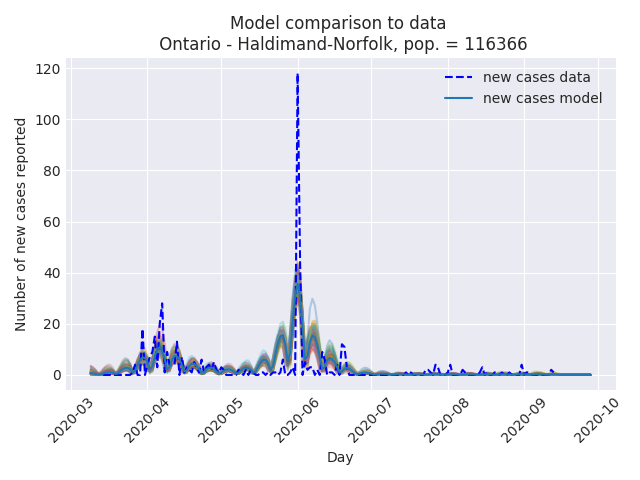 Model comparison to data
Ontario - Haldimand-Norfolk, pop. = 116366
new cases data
new cases model
Number of new cases reported
120
100
80
60
40
20
0
2020-03
2020-04
2020-05
2020-06
2020-07
2020-08
2020-09
2020-10
Day